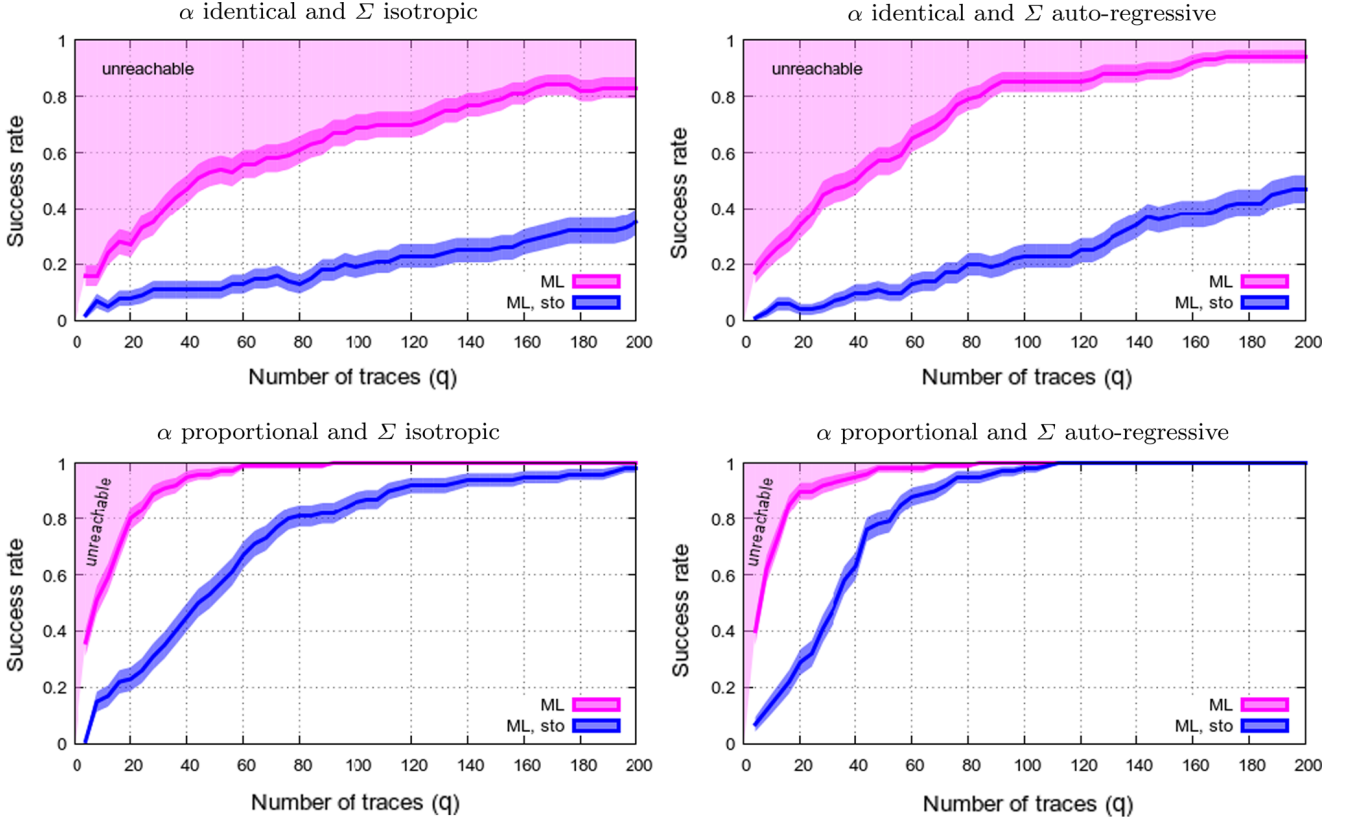 α identical and Σ isotropic
1
0.8
0.6
0.4
0.2
0
Success rate
unreachable
ML
ML, sto
0 20 40 60 80 100 120 140 160 180 200
Number of traces (q)
α identical and Σ auto-regressive
1
0.8
0.6
0.4
0.2
0
Success rate
unreachable
ML
ML, sto
0 20 40 60 80 100 120 140 160 180 200
Number of traces (q)
α proportional and Σ isotropic
1
0.8
0.6
0.4
0.2
0
Success rate
unreachable
ML
ML, sto
0 20 40 60 80 100 120 140 160 180 200
Number of traces (q)
α proportional and Σ auto-regressive
1
0.8
0.6
0.4
0.2
0
Success rate
unreachable
ML
ML, sto
0 20 40 60 80 100 120 140 160 180 200
Number of traces (q)